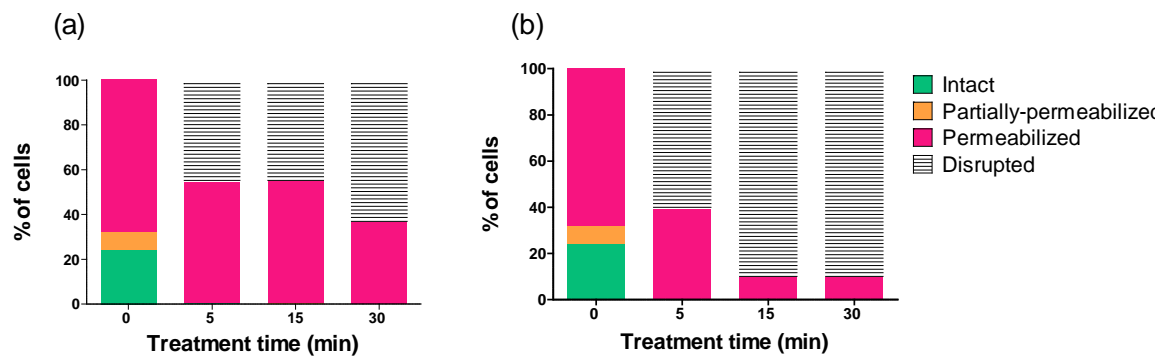 (a)
(b)
% of cells
100
80
60
40
20
0
0 5 15 30
Treatment time (min)
% of cells
100
80
60
40
20
0
0 5 15 30
Treatment time (min)
Intact
Partially-permeabilized
Permeabilized
Disrupted